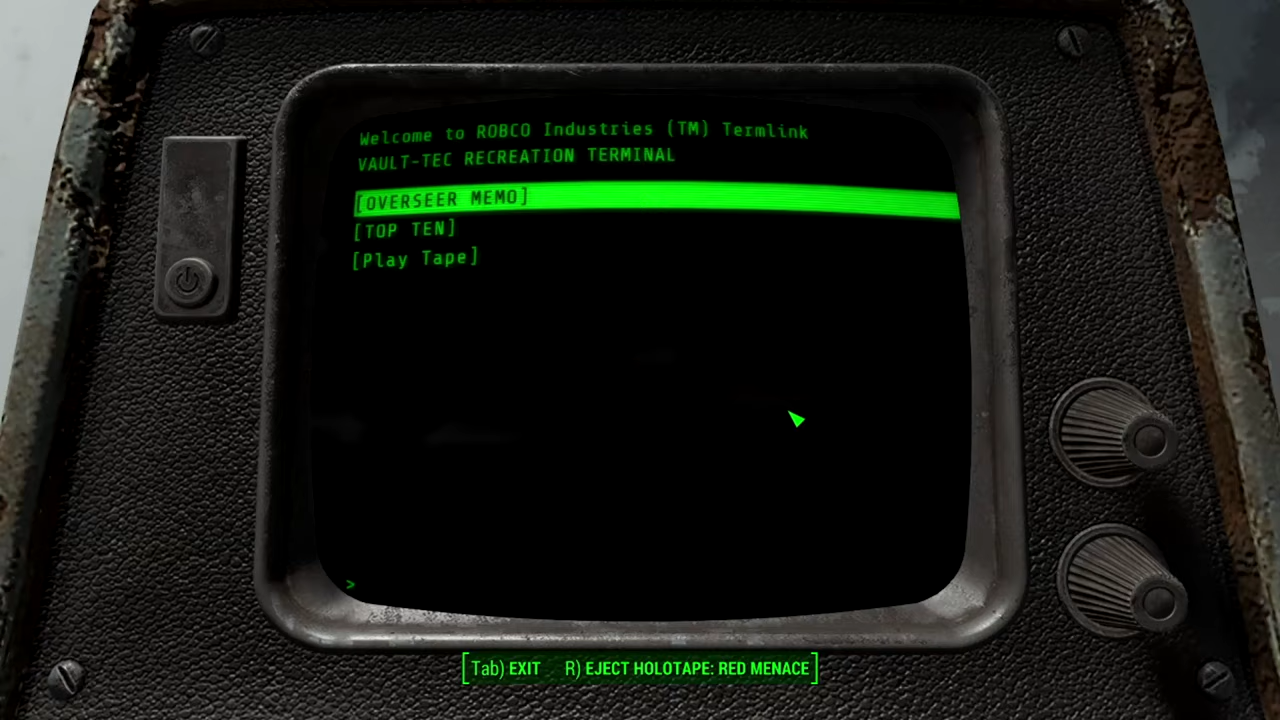 Welcome to ROBCO Industries (TM) Termlink
VAULT-TEC RECREATION TERMINAL
[OVERSEER MEMO]
[TOP TEN]
[Play Tape]
>
Tab) EXIT R) EJECT HOLOTAPE: RED MENACE